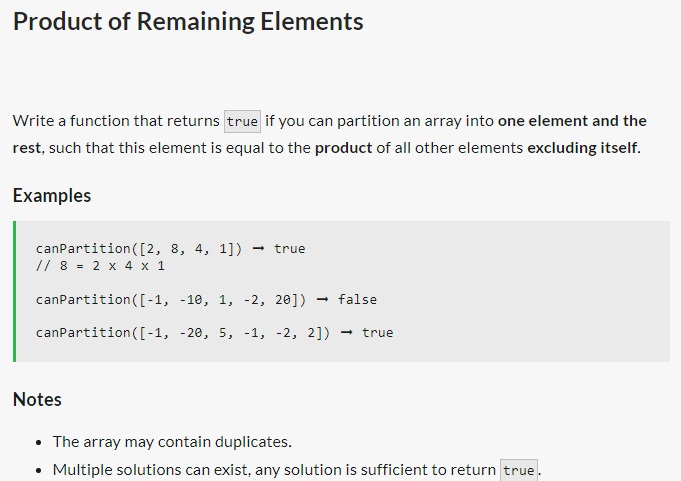 Product of Remaining Elements
Write a function that returns true if you can partition an array into one element and the
rest, such that this element is equal to the product of all other elements excluding itself.
Examples
canPartition([2, 8, 4, 1]) ➞ true
// 8 = 2 x 4 x 1
canPartition([-1, -10, 1, -2, 20]) ➞ false
canPartition([-1, -20, 5, -1, -2, 2]) ➞ true
Notes
• The array may contain duplicates.
• Multiple solutions can exist, any solution is sufficient to return true.